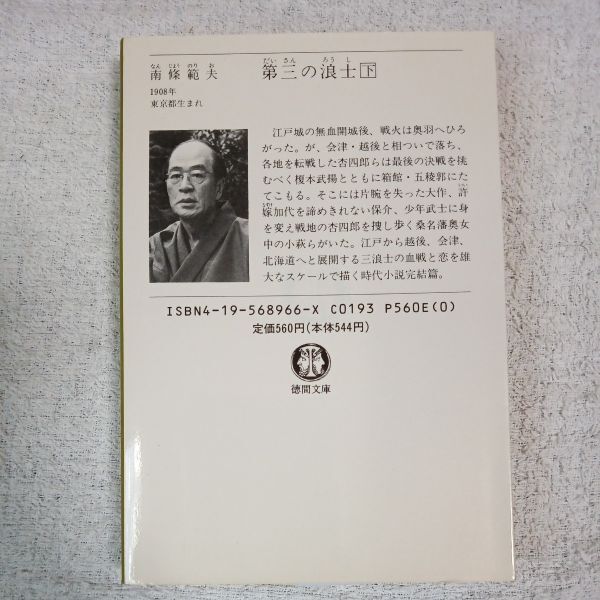 なん じょう のり お
南條範夫
1908年
東京都生まれ
だい さん ろう し
第三の浪士下
江戸城の無血開城後、戦火は奥羽へひろ
がった。が、会津・越後と相ついで落ち、
各地を転戦した杏四郎らは最後の決戦を挑
むべく榎本武揚とともに箱館・五稜郭にた
てこもる。そこには片腕を失った大作、許
嫁加代を諦めきれない保介、少年武士に身
を変え戦地の杏四郎を捜し歩く桑名藩奥女
中の小萩らがいた。江戸から越後、会津、
北海道へと展開する三浪士の血戦と恋を雄
大なスケールで描く時代小説完結篇。
ISBN4-19-568966-X C0193 P560E(0)
定価560円(本体544円)
徳間文庫